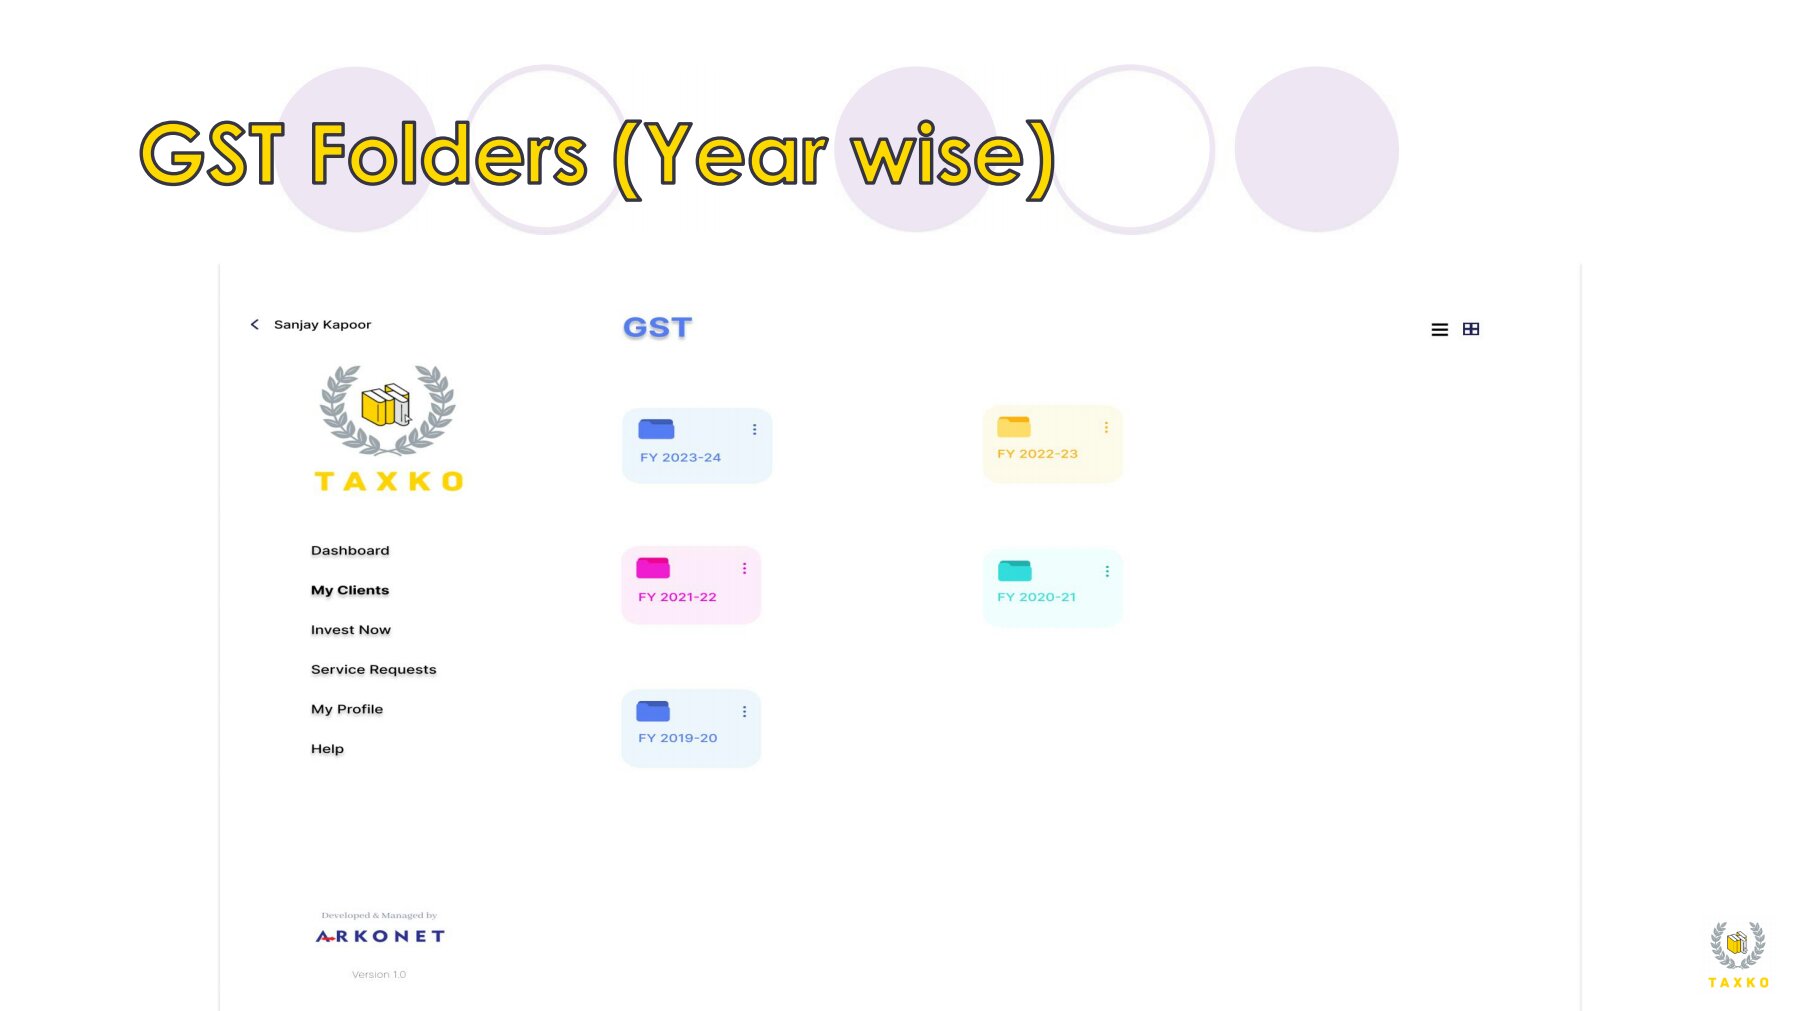 GST Folders (Year wise)
Sanjay Kapoor
TAXKO
Dashboard
My Clients
Invest Now
Service Requests
My Profile
Help
Developed & Managed by
ARKONET
Version 1.0
GST
FY 2023-24
FY 2022-23
FY 2021-22
FY 2020-21
FY 2019-20
TAXKO